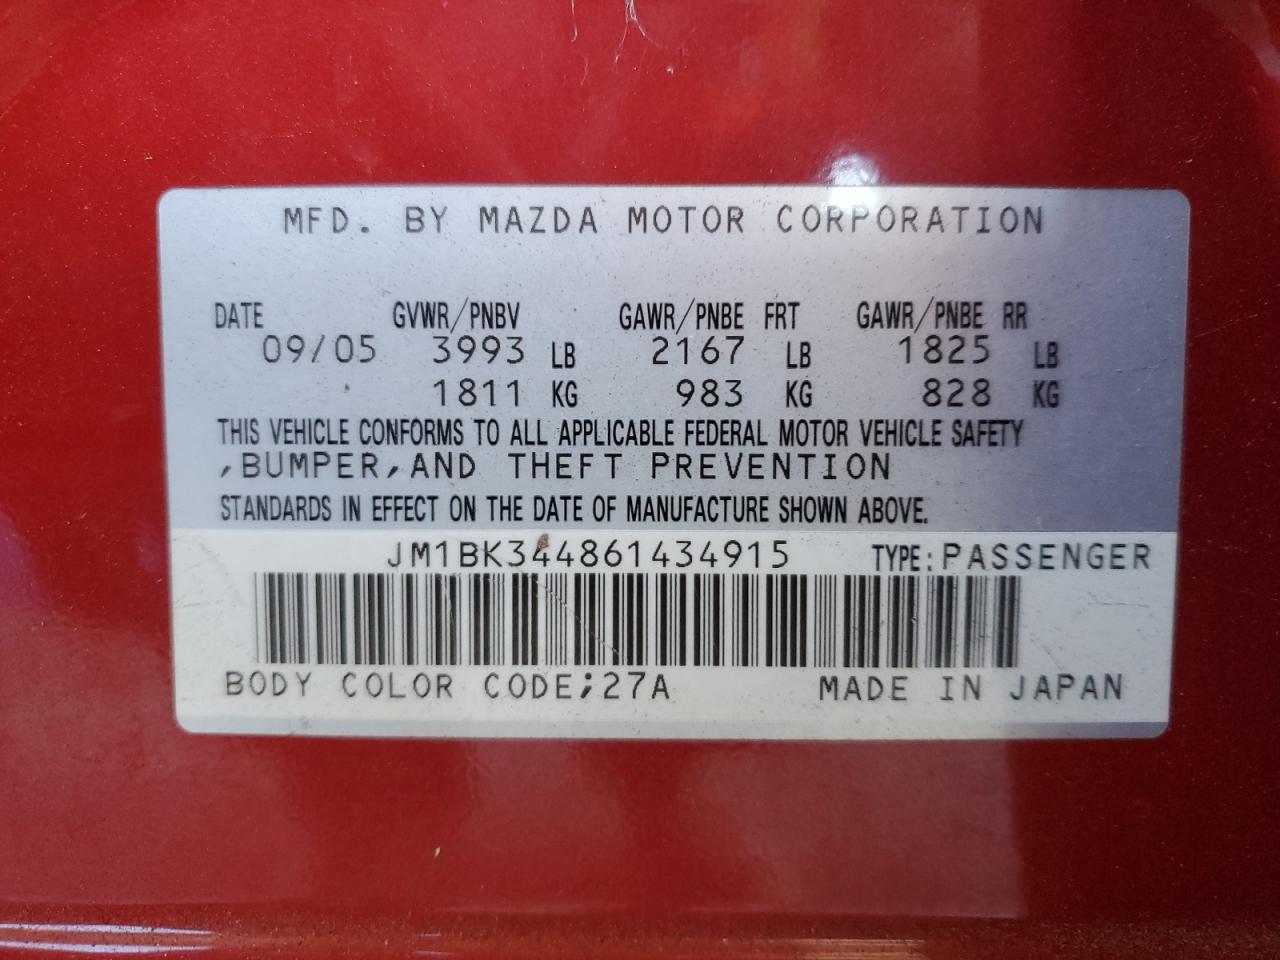 MFD. BY MAZDA MOTOR CORPORATION
DATE GVWR/PNBV GAWR/PNBE FRT GAWR/PNBE RR
09/05 3993 LB 2167 LB 1825 LB
1811 KG 983 KG 828 KG
THIS VEHICLE CONFORMS TO ALL APPLICABLE FEDERAL MOTOR VEHICLE SAFETY
,BUMPER,AND THEFT PREVENTION
STANDARDS IN EFFECT ON THE DATE OF MANUFACTURE SHOWN ABOVE.
JM1BK344861434915 TYPE:PASSENGER
BODY COLOR CODE;27A MADE IN JAPAN